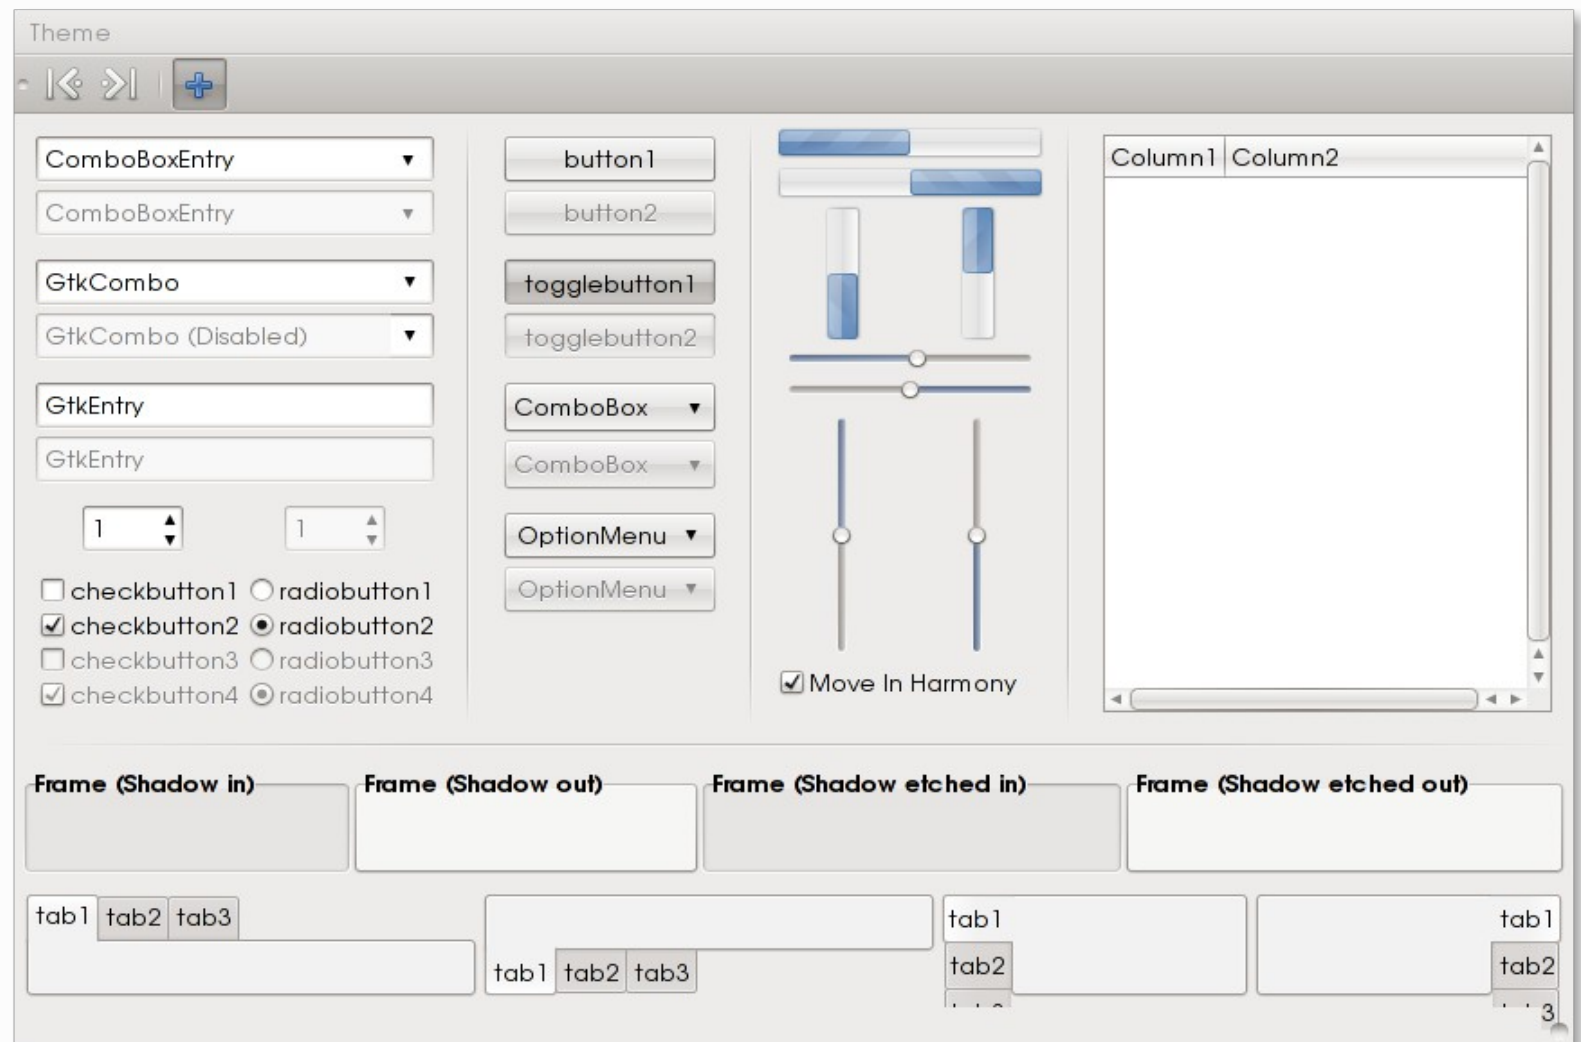 Theme
ComboBoxEntry
ComboBoxEntry
GtkCombo
GtkCombo (Disabled)
GtkEntry
GtkEntry
1 1
checkbutton1 radiobutton1
checkbutton2 radiobutton2
checkbutton3 radiobutton3
checkbutton4 radiobutton4
button1
button2
togglebutton1
togglebutton2
ComboBox
ComboBox
OptionMenu
OptionMenu
Move In Harmony
Column1 Column2
Frame (Shadow in)
Frame (Shadow out)
Frame (Shadow etched in)
Frame (Shadow etched out)
tab1 tab2 tab3
tab1 tab2 tab3
tab1
tab2
tab1
tab2